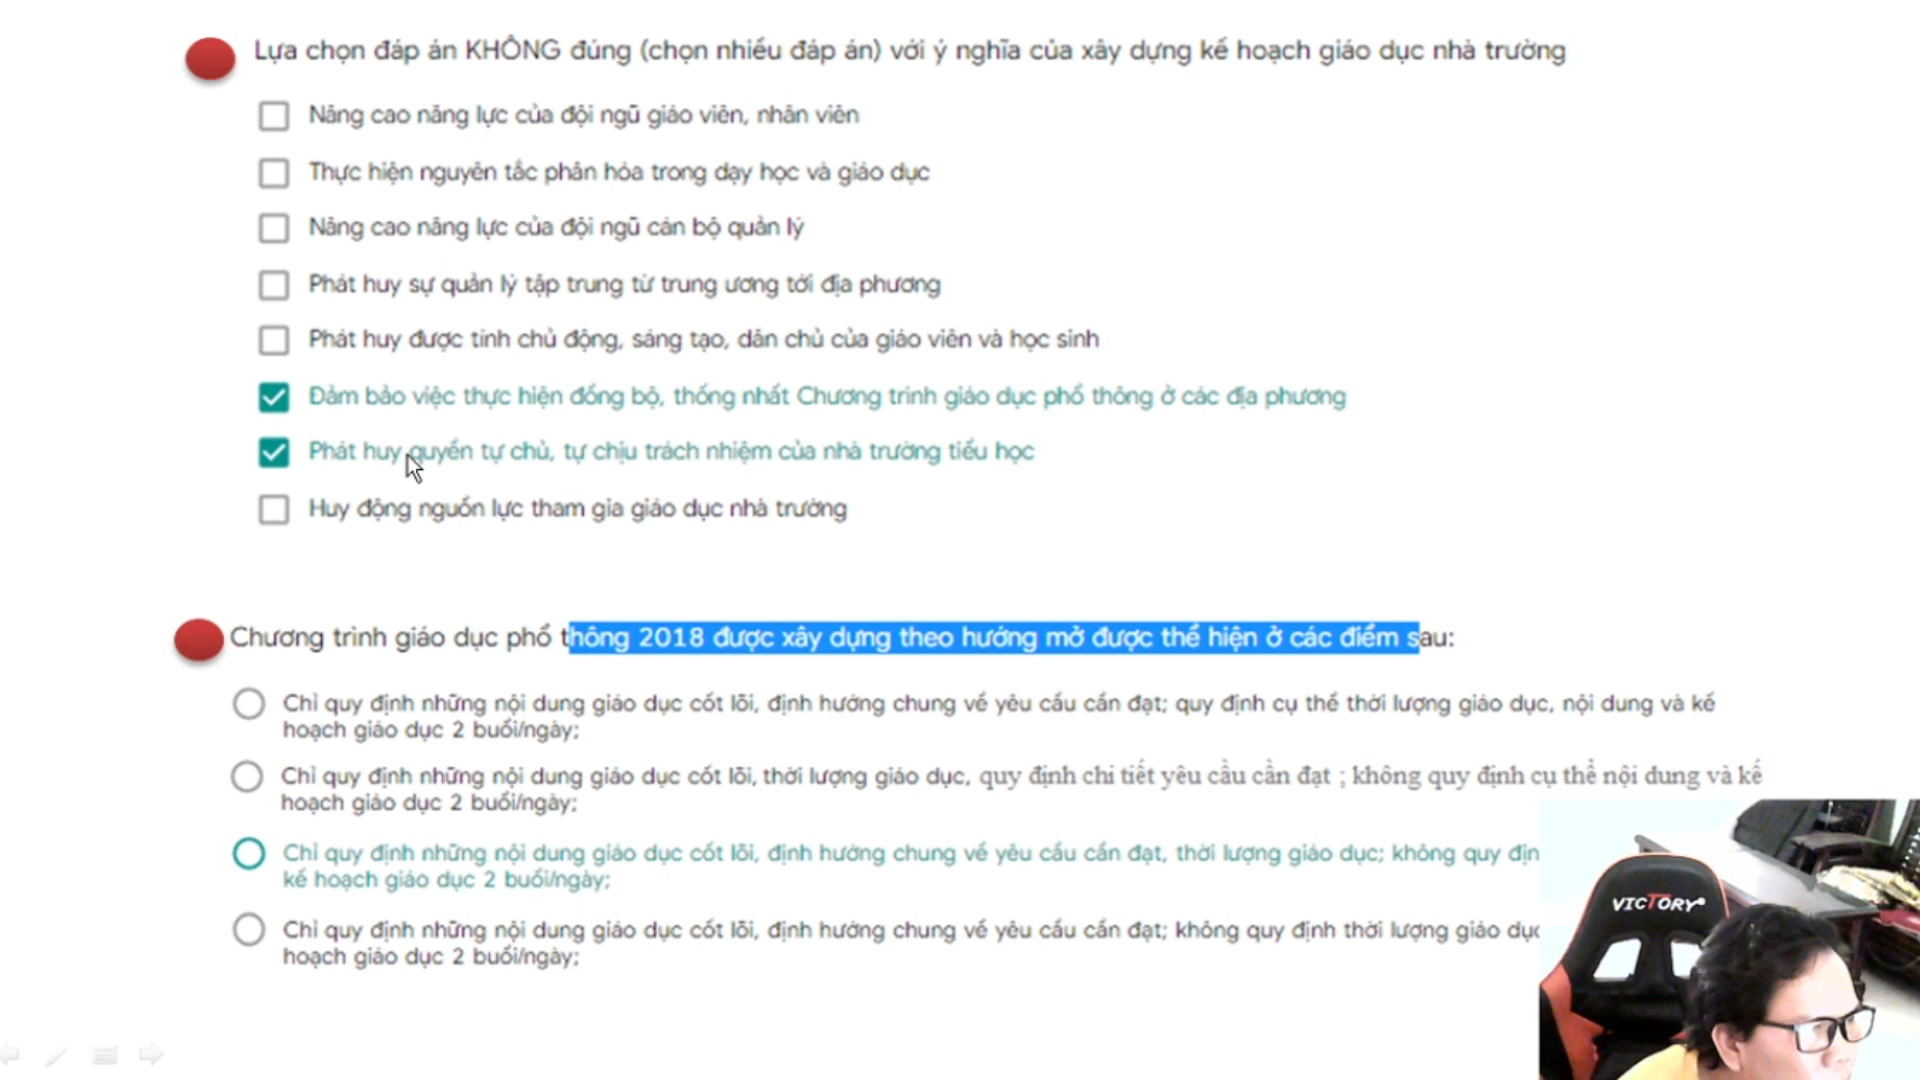 Lựa chọn đáp án KHÔNG đúng (chọn nhiều đáp án) với ý nghĩa của xây dựng kế hoạch giáo dục nhà trường
Nâng cao năng lực của đội ngũ giáo viên, nhân viên
Thực hiện nguyên tắc phân hóa trong dạy học và giáo dục
Nâng cao năng lực của đội ngũ cán bộ quản lý
Phát huy sự quản lý tập trung từ trung ương tới địa phương
Phát huy được tính chủ động, sáng tạo, dân chủ của giáo viên và học sinh
Đảm bảo việc thực hiện đồng bộ, thống nhất Chương trình giáo dục phổ thông ở các địa phương
Phát huy quyền tự chủ, tự chịu trách nhiệm của nhà trường tiểu học
Huy động nguồn lực tham gia giáo dục nhà trường
Chương trình giáo dục phổ thông 2018 được xây dựng theo hướng mở được thể hiện ở các điểm sau:
Chỉ quy định những nội dung giáo dục cốt lõi, định hướng chung về yêu cầu cần đạt; quy định cụ thể thời lượng giáo dục, nội dung và kế
hoạch giáo dục 2 buổi/ngày;
Chỉ quy định những nội dung giáo dục cốt lõi, thời lượng giáo dục, quy định chi tiết yêu cầu cần đạt ; không quy định cụ thể nội dung và kế
hoạch giáo dục 2 buổi/ngày;
Chỉ quy định những nội dung giáo dục cốt lõi, định hướng chung về yêu cầu cần đạt, thời lượng giáo dục; không quy địn
kế hoạch giáo dục 2 buổi/ngày;
Chỉ quy định những nội dung giáo dục cốt lõi, định hướng chung về yêu cầu cần đạt; không quy định thời lượng giáo dục
hoạch giáo dục 2 buổi/ngày;
VICTORY